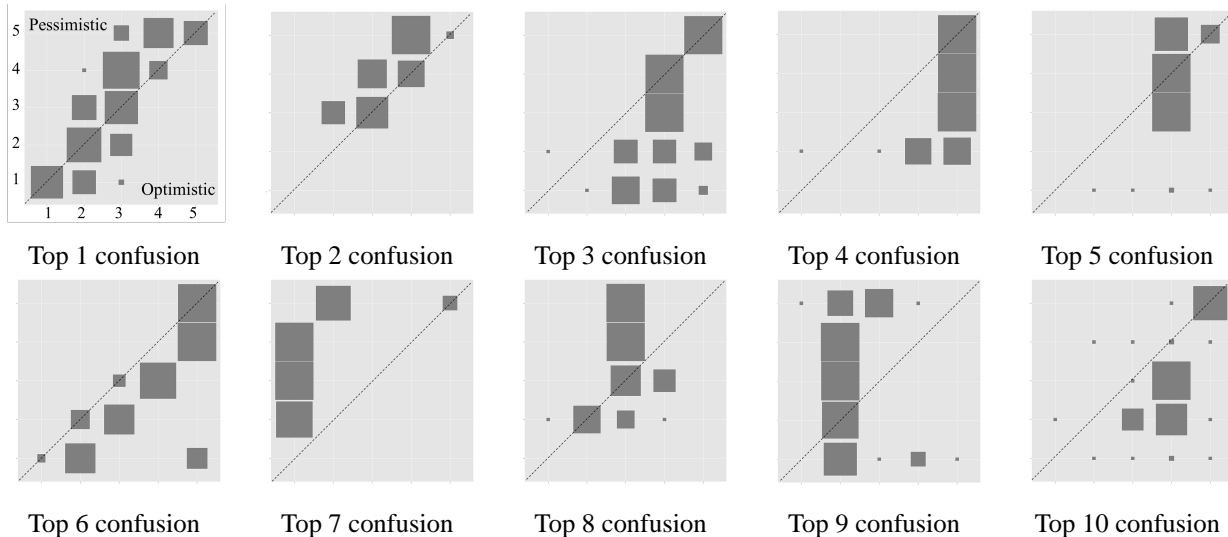 5
Pessimistic
4
3
2
1
Optimistic
1 2 3 4 5
Top 1 confusion
Top 2 confusion
Top 3 confusion
Top 4 confusion
Top 5 confusion
Top 6 confusion
Top 7 confusion
Top 8 confusion
Top 9 confusion
Top 10 confusion